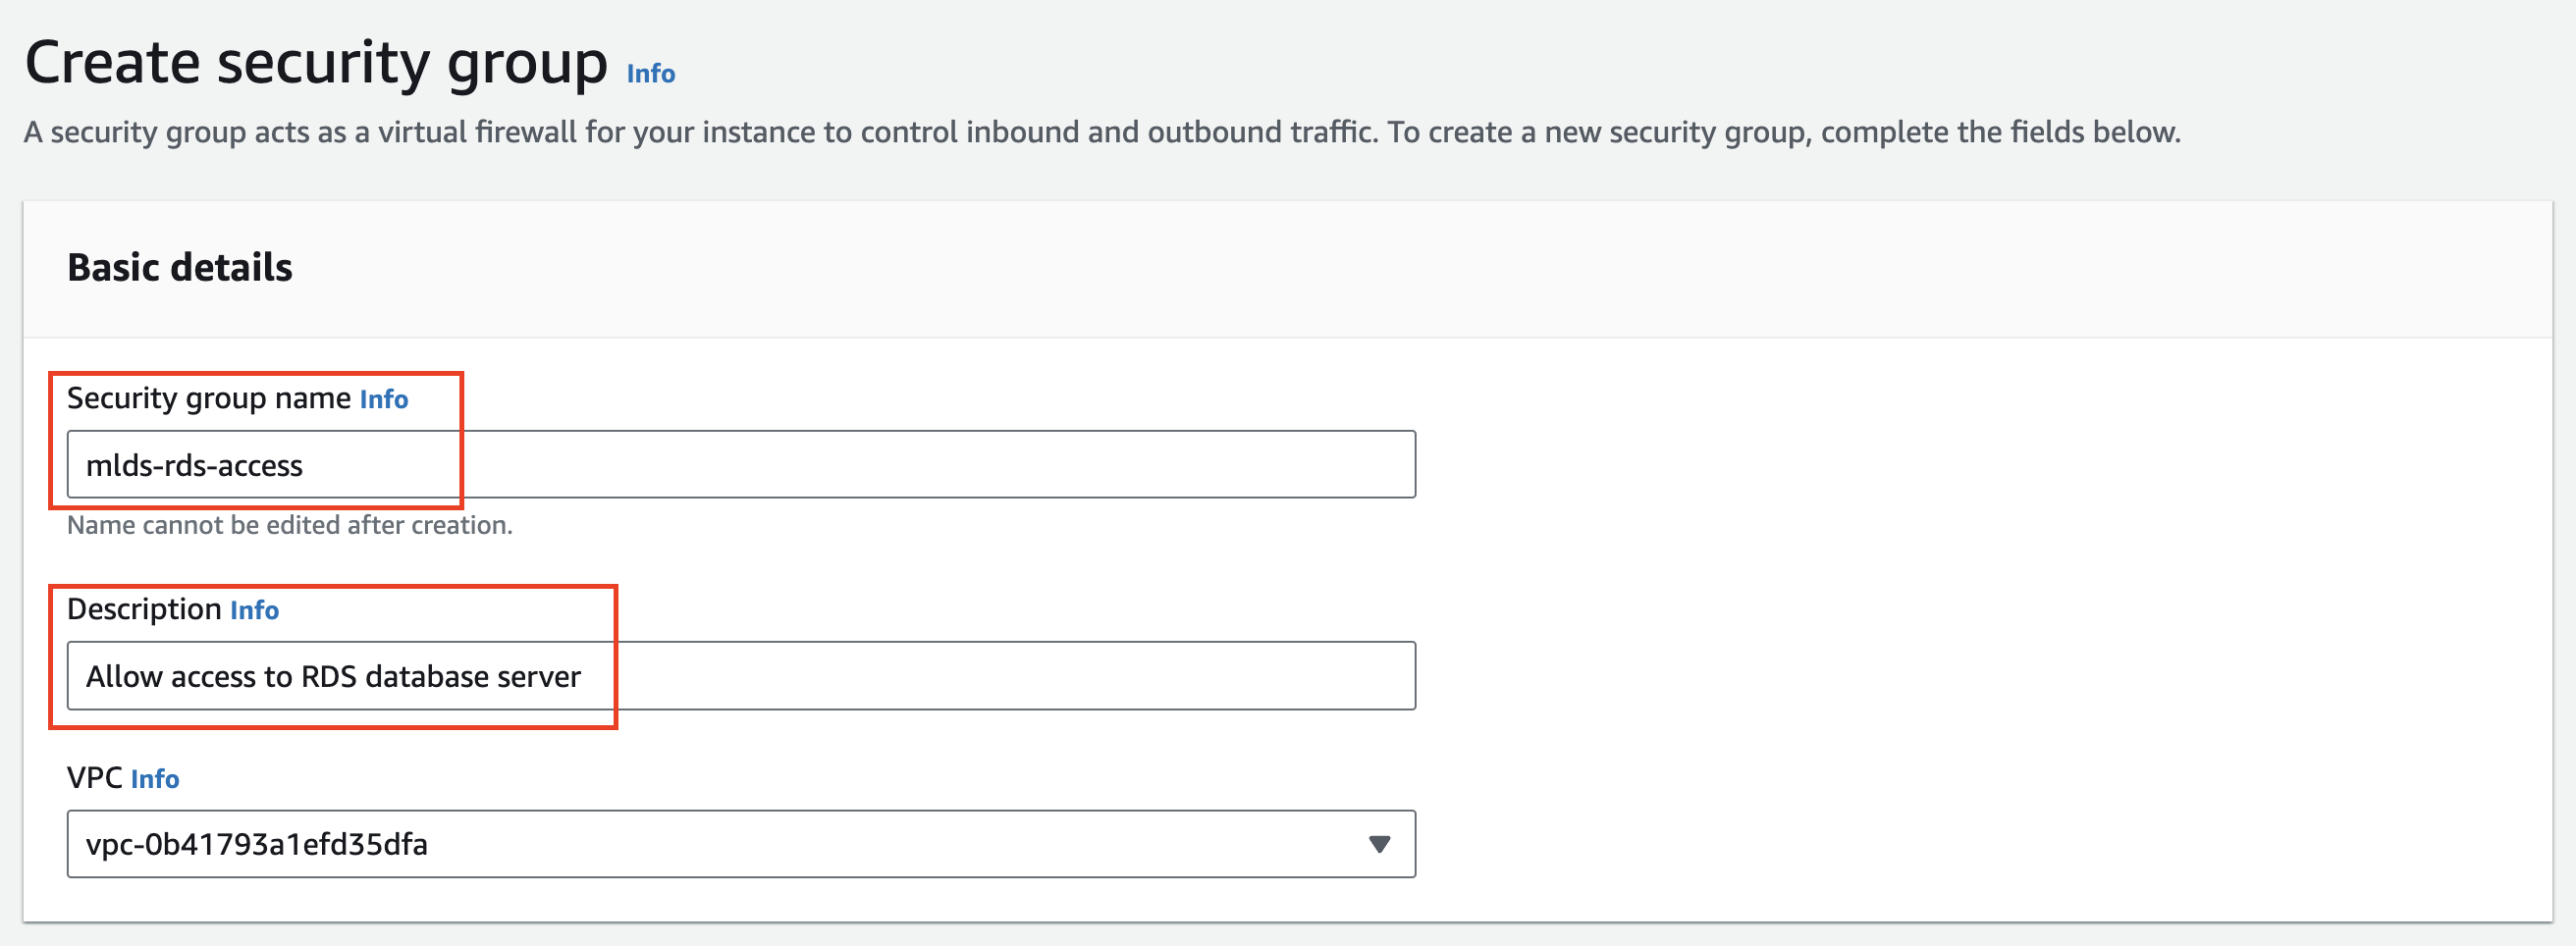 Create security group Info
A security group acts as a virtual firewall for your instance to control inbound and outbound traffic. To create a new security group, complete the fields below.
Basic details
Security group name Info
mlds-rds-access
Name cannot be edited after creation.
Description Info
Allow access to RDS database server
VPC Info
vpc-0b41793a1efd35dfa